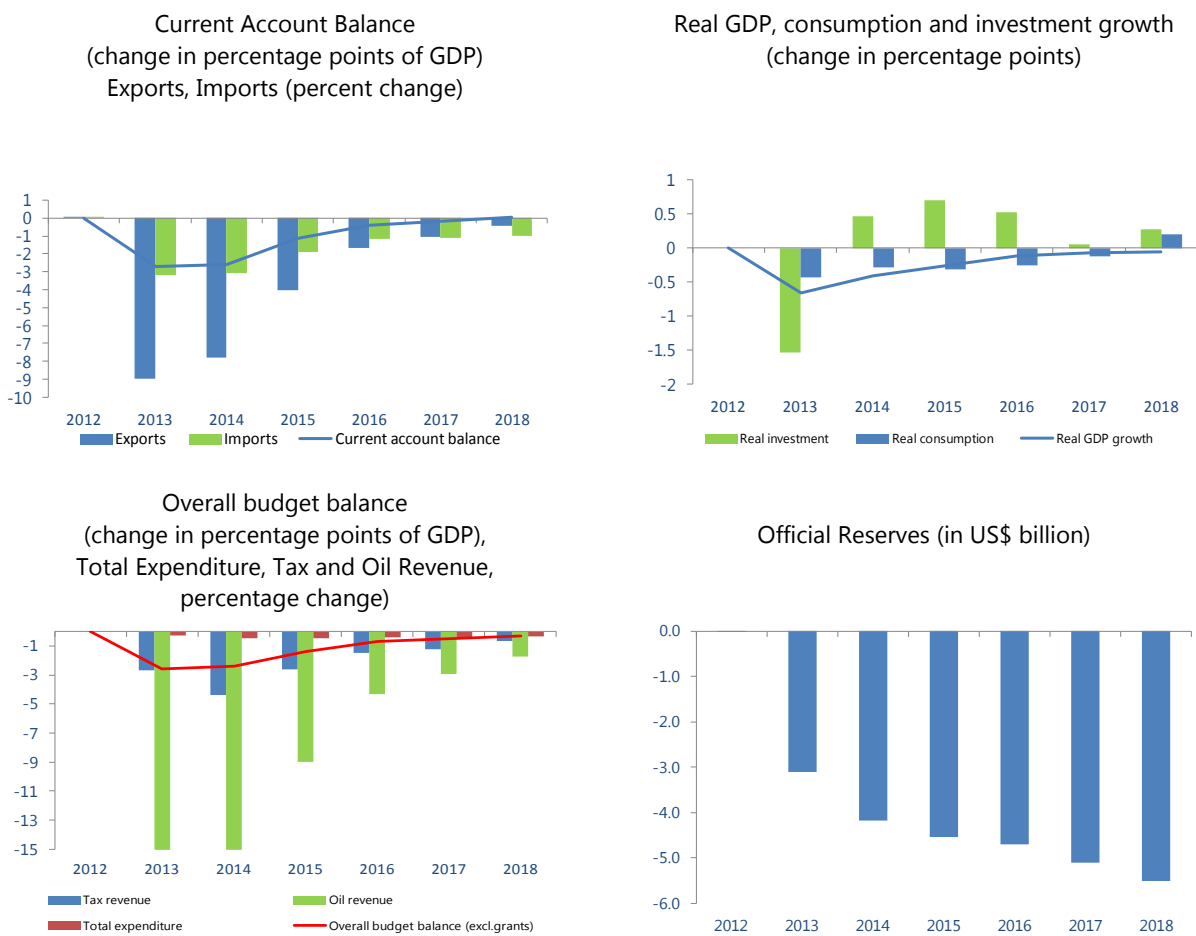 Current Account Balance
(change in percentage points of GDP)
Exports, Imports (percent change)
1
0
-1
-2
-3
-4
-5
-6
-7
-8
-9
-10
2012 2013 2014 2015 2016 2017 2018
Exports Imports Current account balance
Real GDP, consumption and investment growth
(change in percentage points)
1
0.5
0
-0.5
-1
-1.5
-2
2012 2013 2014 2015 2016 2017 2018
Real investment Real consumption Real GDP growth
Overall budget balance
(change in percentage points of GDP),
Total Expenditure, Tax and Oil Revenue,
percentage change)
-1
-3
-5
-7
-9
-11
-13
-15
2012 2013 2014 2015 2016 2017 2018
Tax revenue Oil revenue
Total expenditure Overall budget balance (excl.grants)
Official Reserves (in US$ billion)
0.0
-1.0
-2.0
-3.0
-4.0
-5.0
-6.0
2012 2013 2014 2015 2016 2017 2018